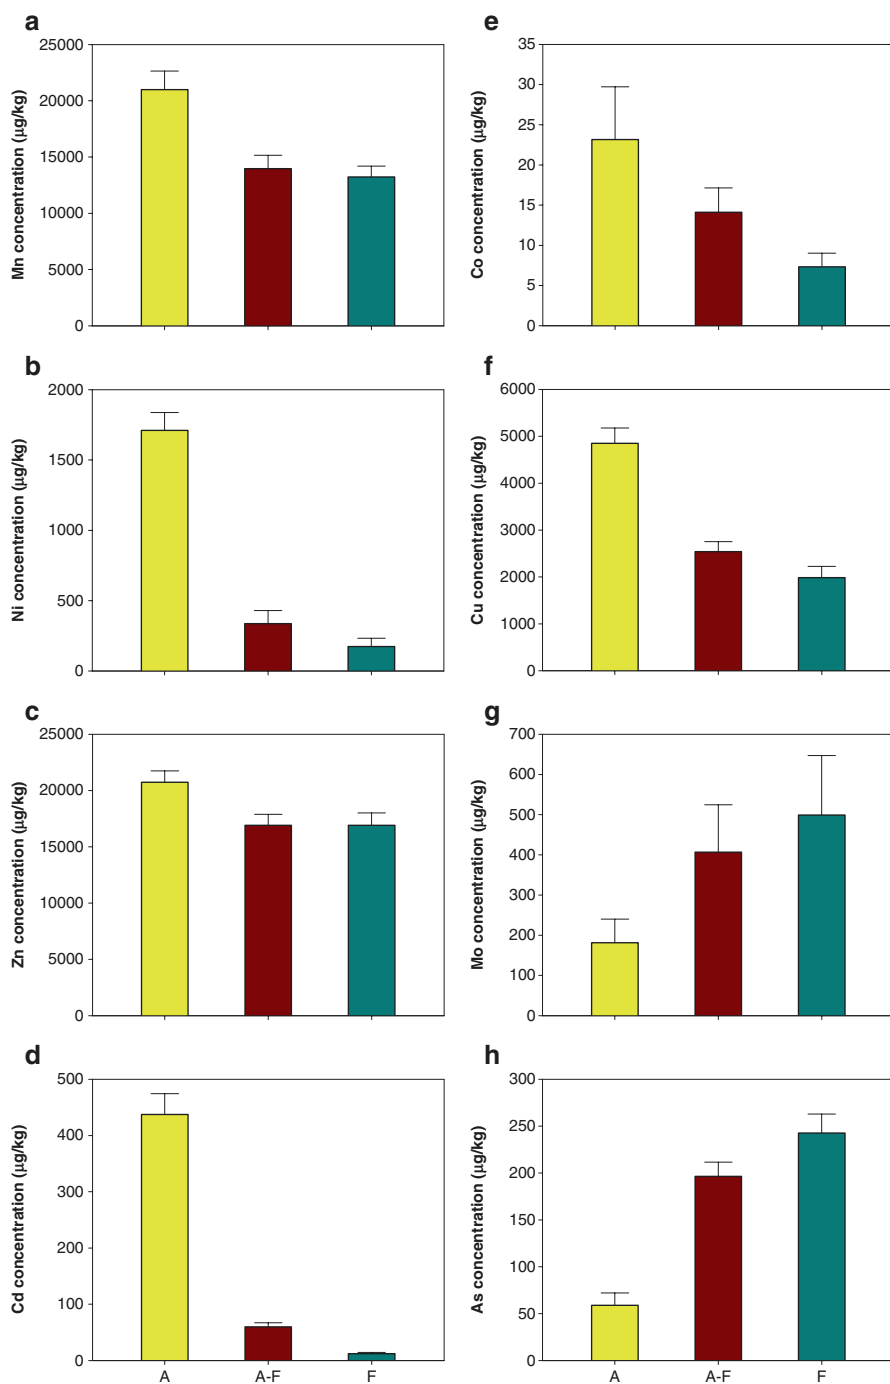 a
25000
20000
15000
10000
5000
0
Mn concentration (µg/kg)
e
35
30
25
20
15
10
5
0
Co concentration (µg/kg)
b
2000
1500
1000
500
0
Ni concentration (µg/kg)
f
6000
5000
4000
3000
2000
1000
0
Cu concentration (µg/kg)
c
25000
20000
15000
10000
5000
0
Zn concentration (µg/kg)
g
700
600
500
400
300
200
100
0
Mo concentration (µg/kg)
d
500
400
300
200
100
0
Cd concentration (µg/kg)
A A-F F
h
300
250
200
150
100
50
0
As concentration (µg/kg)
A A-F F